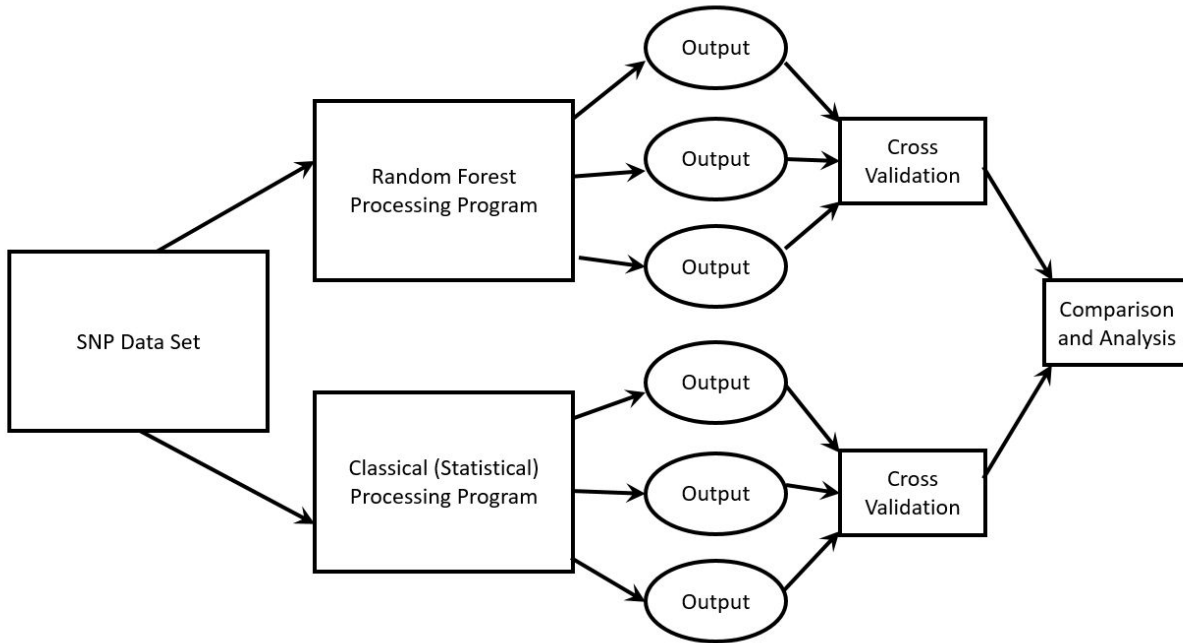 SNP Data Set
Random Forest
Processing Program
Output
Output
Output
Cross
Validation
Classical (Statistical)
Processing Program
Output
Output
Output
Cross
Validation
Comparison
and Analysis